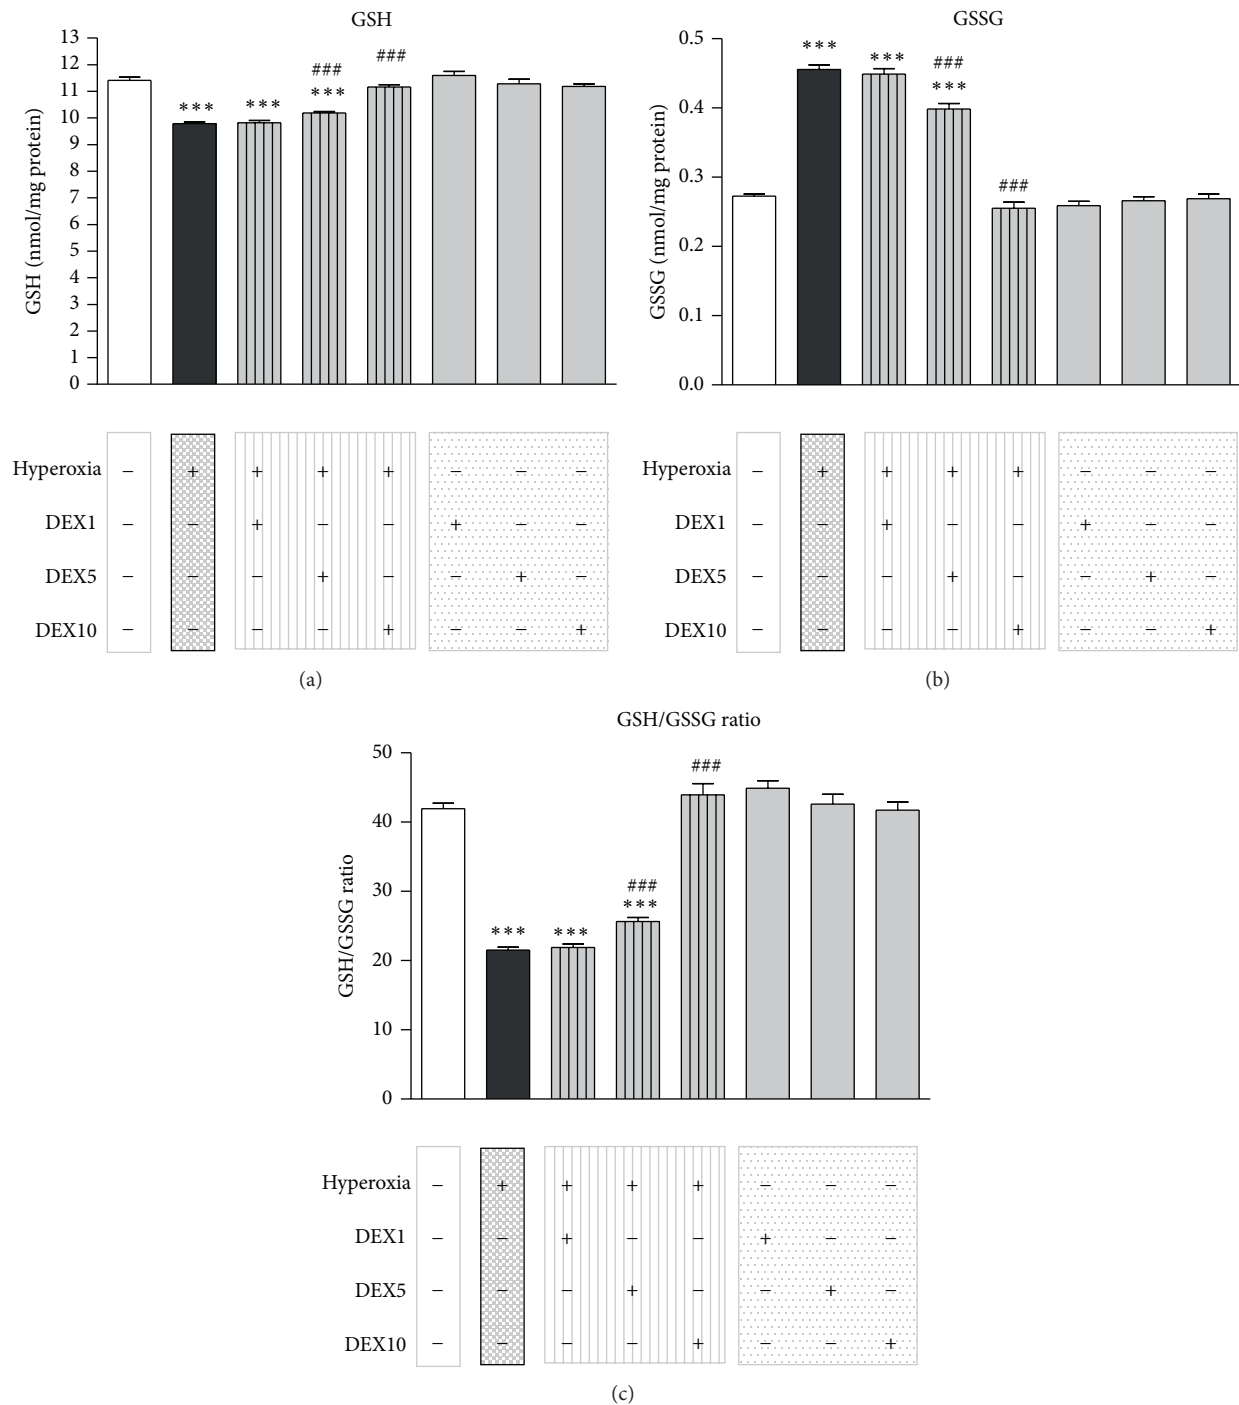 GSH
13
12
11
10
9
8
7
6
5
4
3
2
1
0
GSH (nmol/mg protein)
*** *** ### *** ###
Hyperoxia − + + + + − − −
DEX1 − − + − − + − −
DEX5 − − − + − − + −
DEX10 − − − − + − − +
(a)
GSSG
0.5
0.4
0.3
0.2
0.1
0.0
GSSG (nmol/mg protein)
*** *** ### *** ###
Hyperoxia − + + + + − − −
DEX1 − − + − − + − −
DEX5 − − − + − − + −
DEX10 − − − − + − − +
(b)
GSH/GSSG ratio
50
40
30
20
10
0
GSH/GSSG ratio
*** *** ### *** ###
Hyperoxia − + + + + − − −
DEX1 − − + − − + − −
DEX5 − − − + − − + −
DEX10 − − − − + − − +
(c)